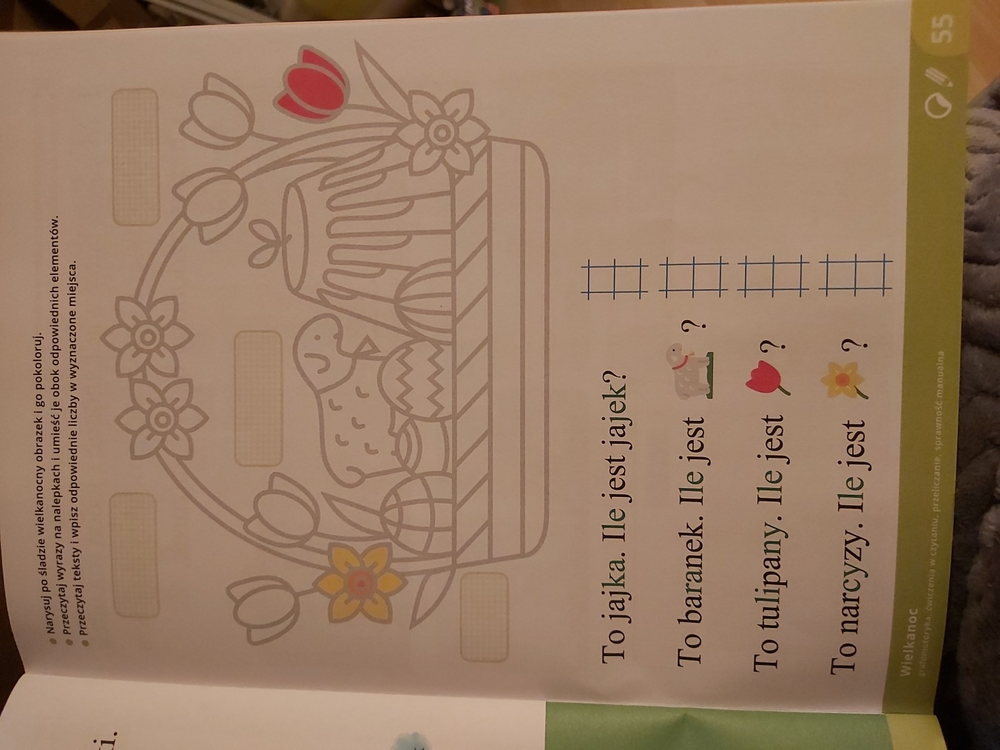 Narysuj po śladzie wielkanocny obrazek i go pokoloruj.
Przeczytaj wyrazy na nalepkach i umieść je obok odpowiednich elementów.
Przeczytaj teksty i wpisz odpowiednie liczby w wyznaczone miejsca.
To jajka. Ile jest jajek?
To baranek. Ile jest ?
To tulipany. Ile jest ?
To narcyzy. Ile jest ?
Wielkanoc
grafomotoryka, ćwiczenia w czytaniu, przeliczanie, sprawność manualna
55